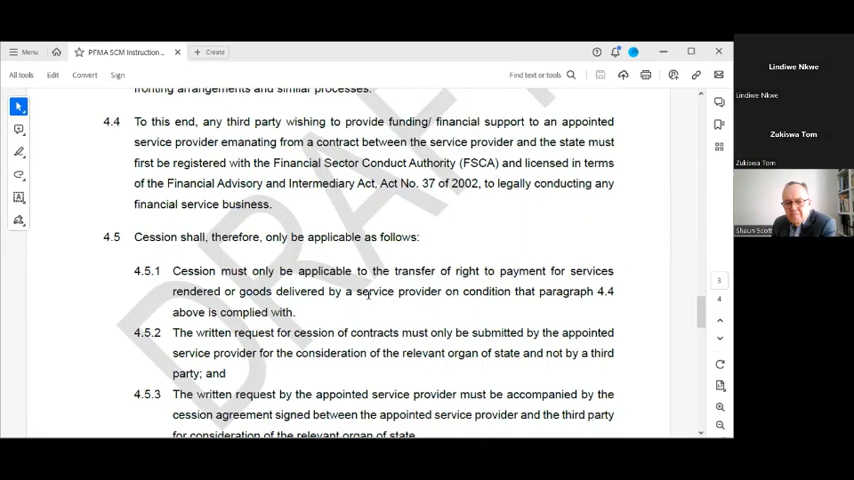 Menu
PFMA SCM Instruction ...
Create
All tools
Edit
Convert
Sign
Find text or tools
fronting arrangements and similar processes.
4.4 To this end, any third party wishing to provide funding/ financial support to an appointed
service provider emanating from a contract between the service provider and the state must
first be registered with the Financial Sector Conduct Authority (FSCA) and licensed in terms
of the Financial Advisory and Intermediary Act, Act No. 37 of 2002, to legally conducting any
financial service business.
4.5 Cession shall, therefore, only be applicable as follows:
4.5.1 Cession must only be applicable to the transfer of right to payment for services
rendered or goods delivered by a service provider on condition that paragraph 4.4
above is complied with.
4.5.2 The written request for cession of contracts must only be submitted by the appointed
service provider for the consideration of the relevant organ of state and not by a third
party; and
4.5.3 The written request by the appointed service provider must be accompanied by the
cession agreement signed between the appointed service provider and the third party
for consideration of the relevant organ of state.
DRAFT
3
4
Lindiwe Nkwe
Lindiwe Nkwe
Zukiswa Tom
Zukiswa Tom
Shaun Scott